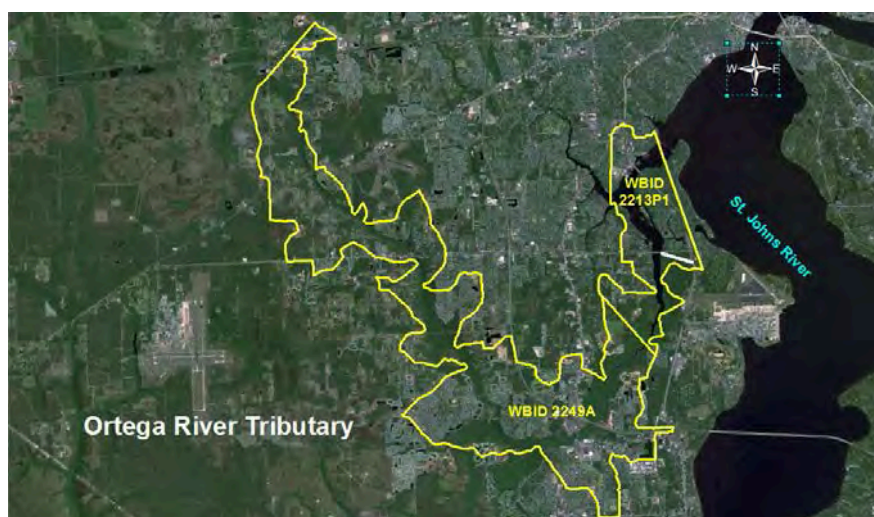 N
W E
S
WBID
2213P1
St. Johns River
WBID 2249A
Ortega River Tributary